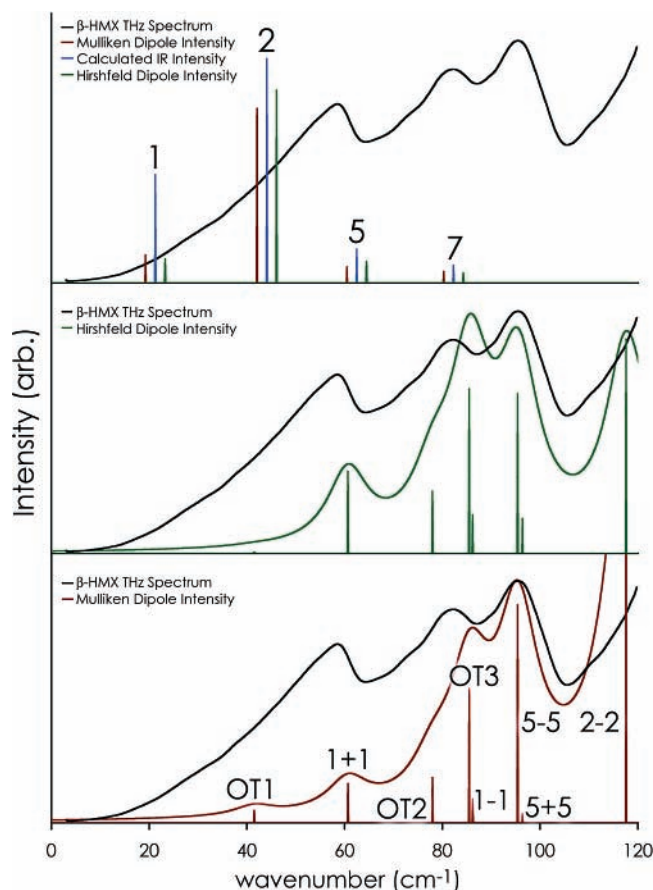 β-HMX THz Spectrum
Mulliken Dipole Intensity
Calculated IR Intensity
Hirshfeld Dipole Intensity
1
2
5
7
β-HMX THz Spectrum
Hirshfeld Dipole Intensity
Intensity (arb.)
β-HMX THz Spectrum
Mulliken Dipole Intensity
OT3
5-5 2-2
1+1
OT1
OT2
1-1
5+5
0 20 40 60 80 100 120
wavenumber (cm-1)